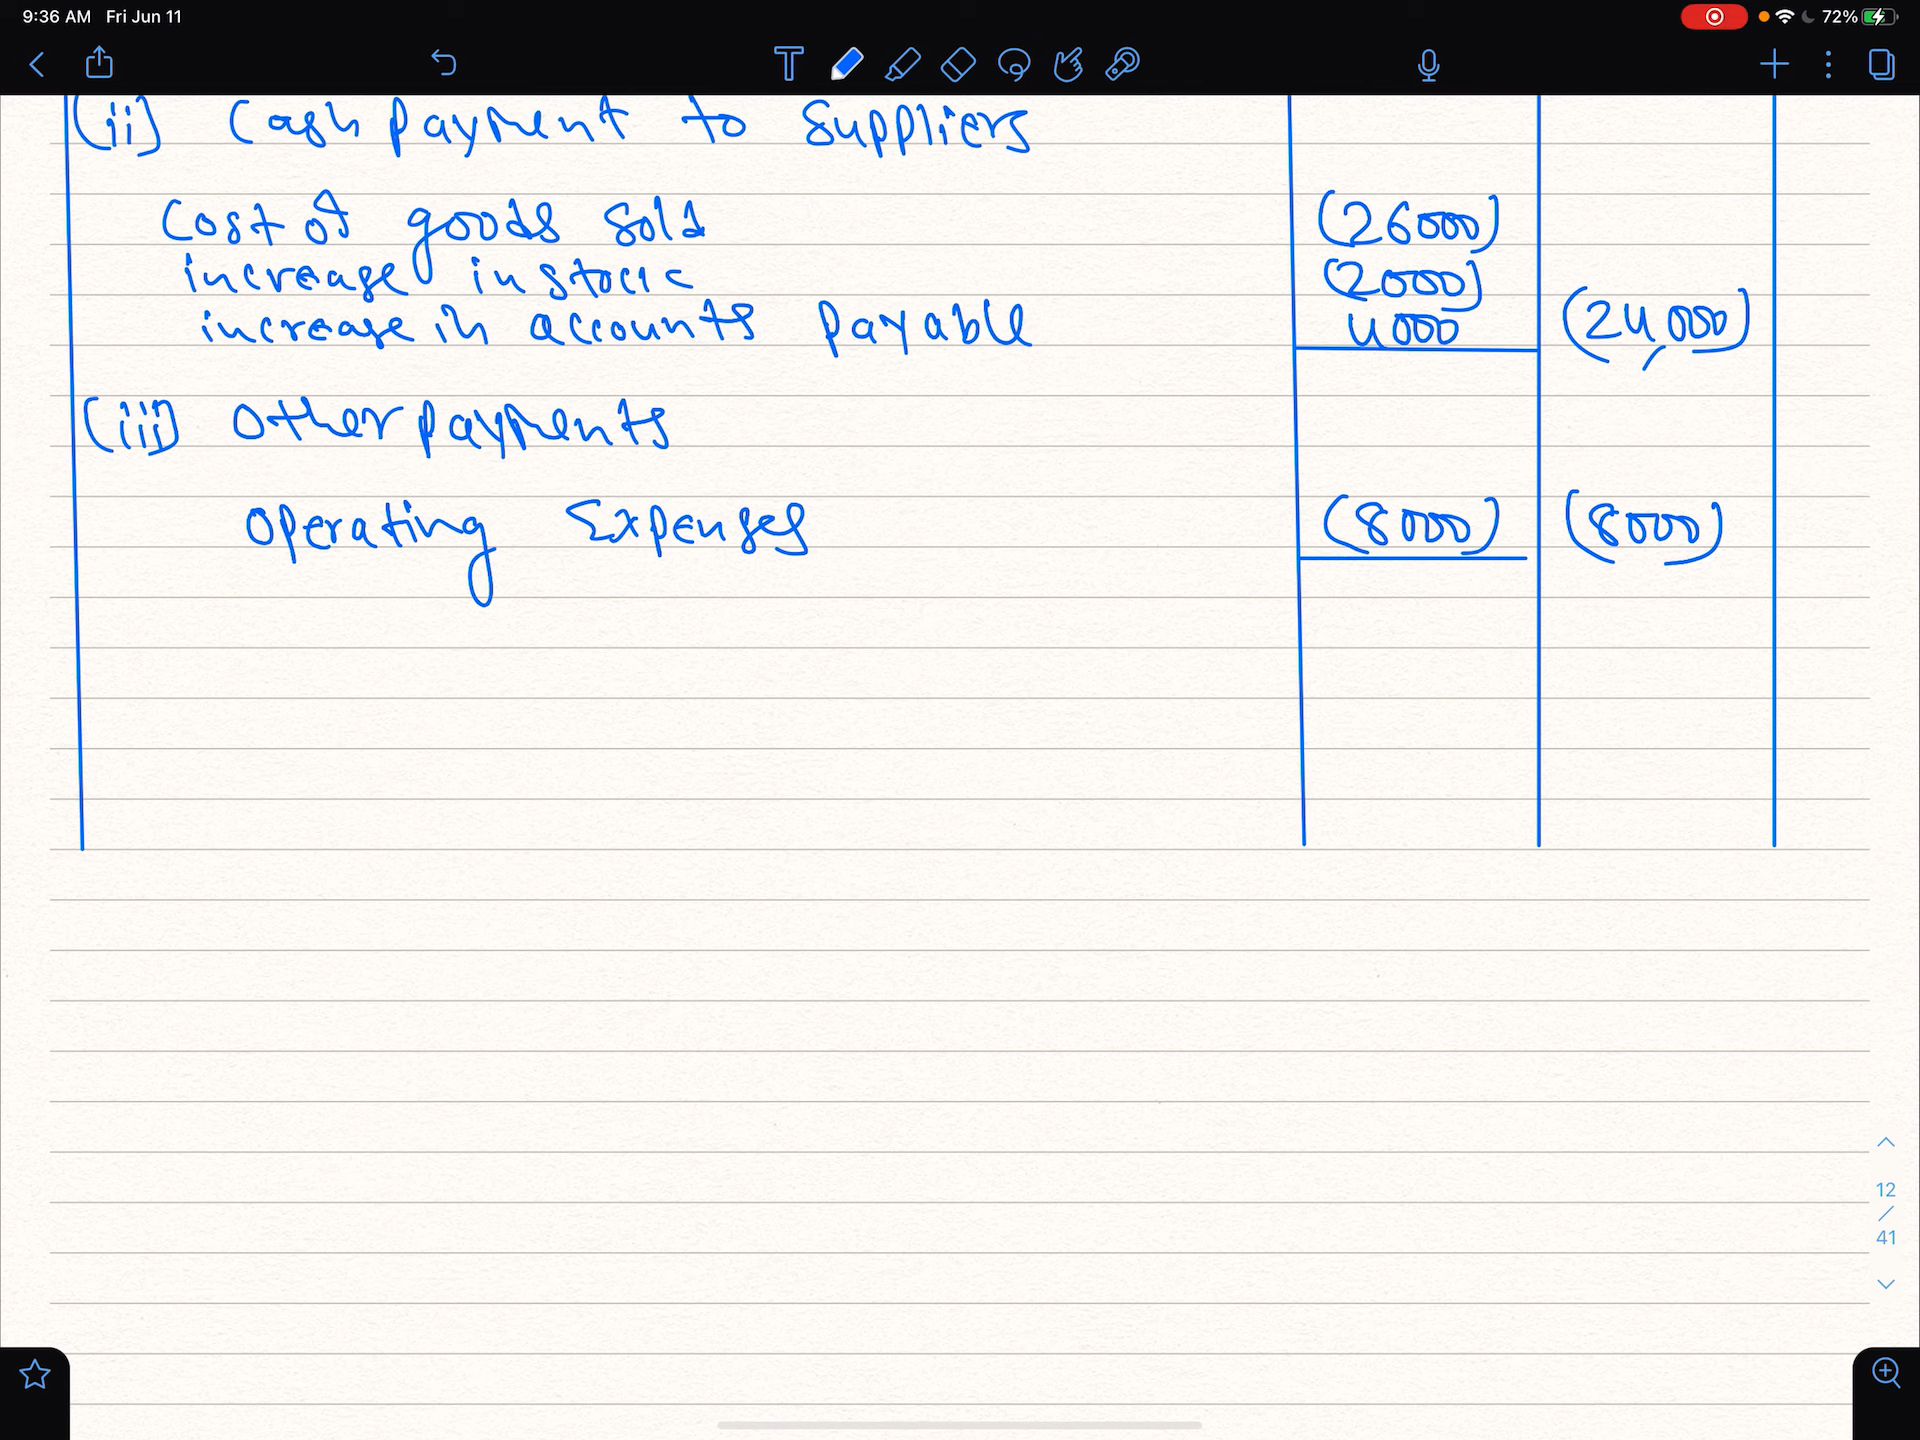 9:36 AM Fri Jun 11 72%
(ii) Cash payment to Suppliers
Cost of goods sold (26000)
increase in stock (2000)
increase in accounts payable 4000 (24,000)
(iii) Other payments
Operating Expenses (8000) (8000)
12
/
41